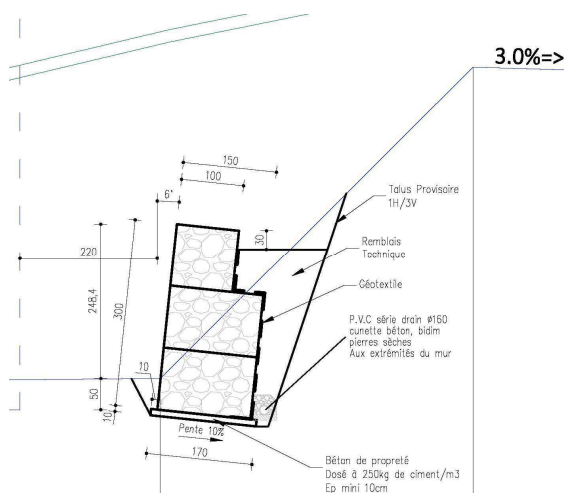 3.0%=>
150
100
6°
Talus Provisoire
1H/3V
30
Remblais
Technique
220
Géotextile
248,4
300
P.V.C série drain Ø160
cunette béton, bidim
pierres sèches
Aux extrémités du mur
10
50
10
Pente 10%
170
Béton de propreté
Dosé à 250kg de ciment/m3
Ep mini 10cm